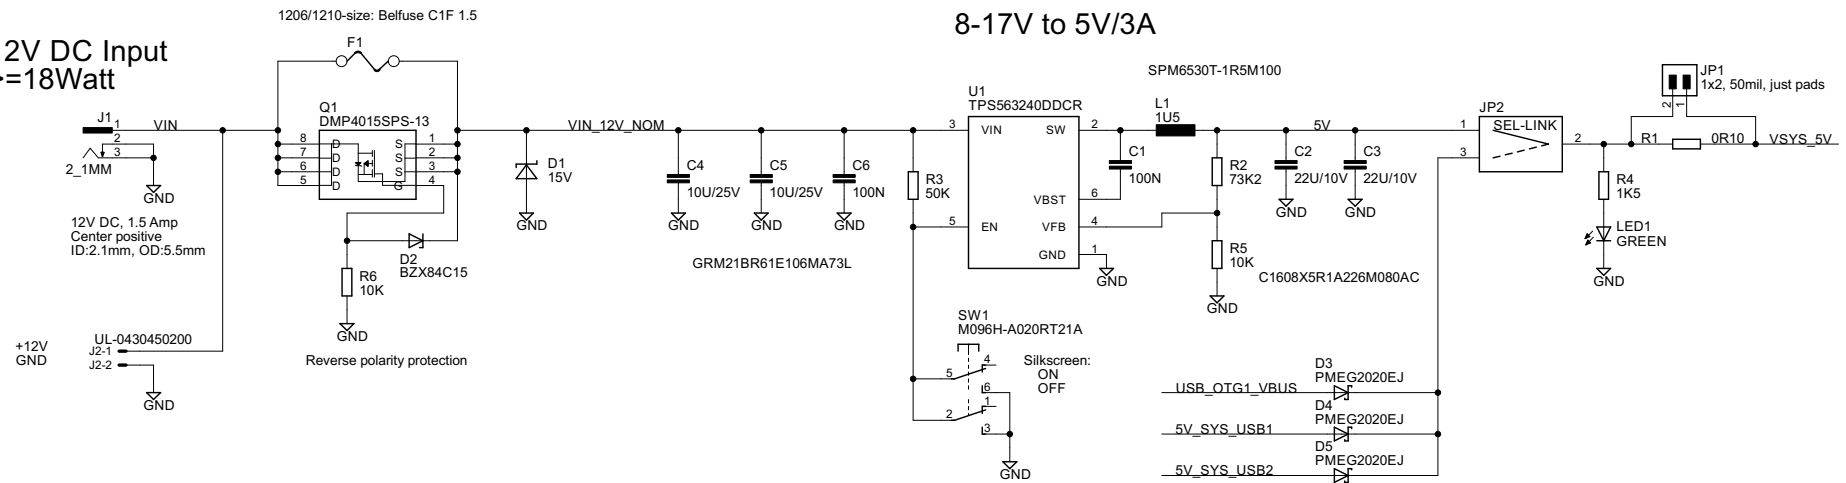 1206/1210-size: Belfuse C1F 1.5
8-17V to 5V/3A
2V DC Input
>=18Watt
F1
SPM6530T-1R5M100
JP1
1x2, 50mil, just pads
2 1
Q1
DMP4015SPS-13
U1
TPS563240DDCR
L1
1U5
JP2
SEL-LINK
J1
1
2
3
2_1MM
VIN
GND
8 D S 1
7 D S 2
6 D S 3
5 D G 4
D1
15V
GND
VIN_12V_NOM
C4
10U/25V
GND
C5
10U/25V
GND
C6
100N
GND
R3
50K
3 VIN SW 2
VBST 6
5 EN VFB 4
GND 1
GND
C1
100N
R2
73K2
5V
C2
22U/10V
GND
C3
22U/10V
GND
1
3
2
R1
0R10
VSYS_5V
R4
1K5
LED1
GREEN
GND
12V DC, 1.5 Amp
Center positive
ID:2.1mm, OD:5.5mm
D2
BZX84C15
R6
10K
GND
GRM21BR61E106MA73L
R5
10K
GND
C1608X5R1A226M080AC
Reverse polarity protection
+12V
GND
UL-0430450200
J2-1
J2-2
GND
SW1
M096H-A020RT21A
4
5
6
1
2
3
GND
Silkscreen:
ON
OFF
D3
PMEG2020EJ
USB_OTG1_VBUS
D4
PMEG2020EJ
5V_SYS_USB1
D5
PMEG2020EJ
5V_SYS_USB2